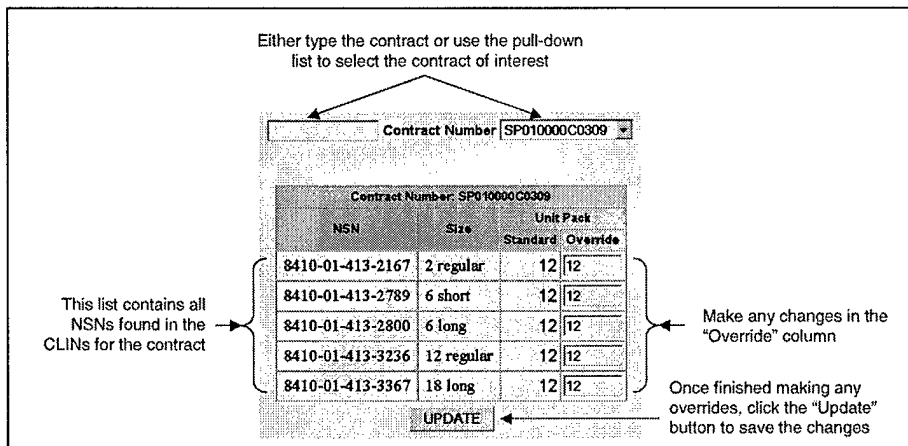 Either type the contract or use the pull-down
list to select the contract of interest
Contract Number SP010000C0309
Contract Number: SP010000C0309
NSN Size Unit Pack
Standard Override
8410-01-413-2167 2 regular 12 12
8410-01-413-2789 6 short 12 12
8410-01-413-2800 6 long 12 12
8410-01-413-3236 12 regular 12 12
8410-01-413-3367 18 long 12 12
UPDATE
This list contains all
NSNs found in the
CLINs for the contract
Make any changes in the
"Override" column
Once finished making any
overrides, click the "Update"
button to save the changes